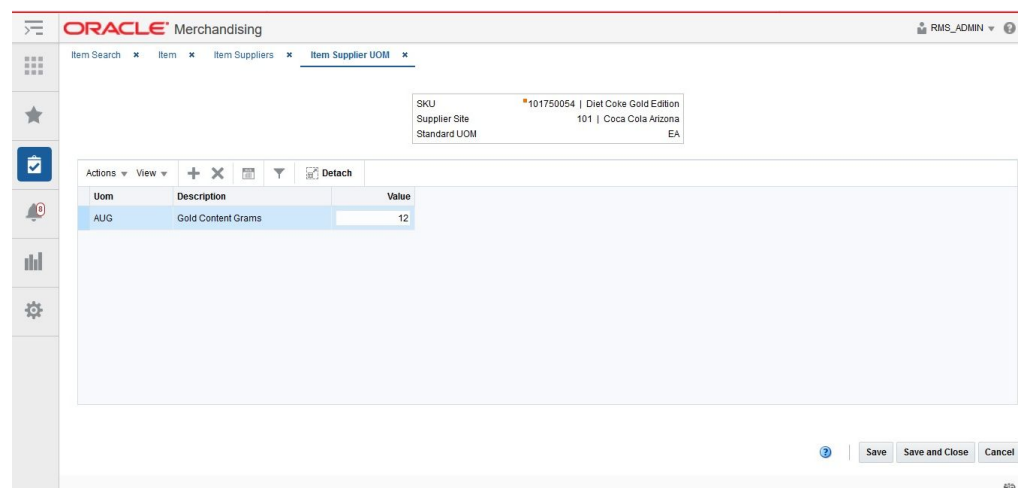 ORACLE® Merchandising
RMS_ADMIN
Item Search × Item × Item Suppliers × Item Supplier UOM ×
SKU 101750054 | Diet Coke Gold Edition
Supplier Site 101 | Coca Cola Arizona
Standard UOM EA
Actions View Detach
Uom Description Value
8
AUG Gold Content Grams 12
Save Save and Close Cancel